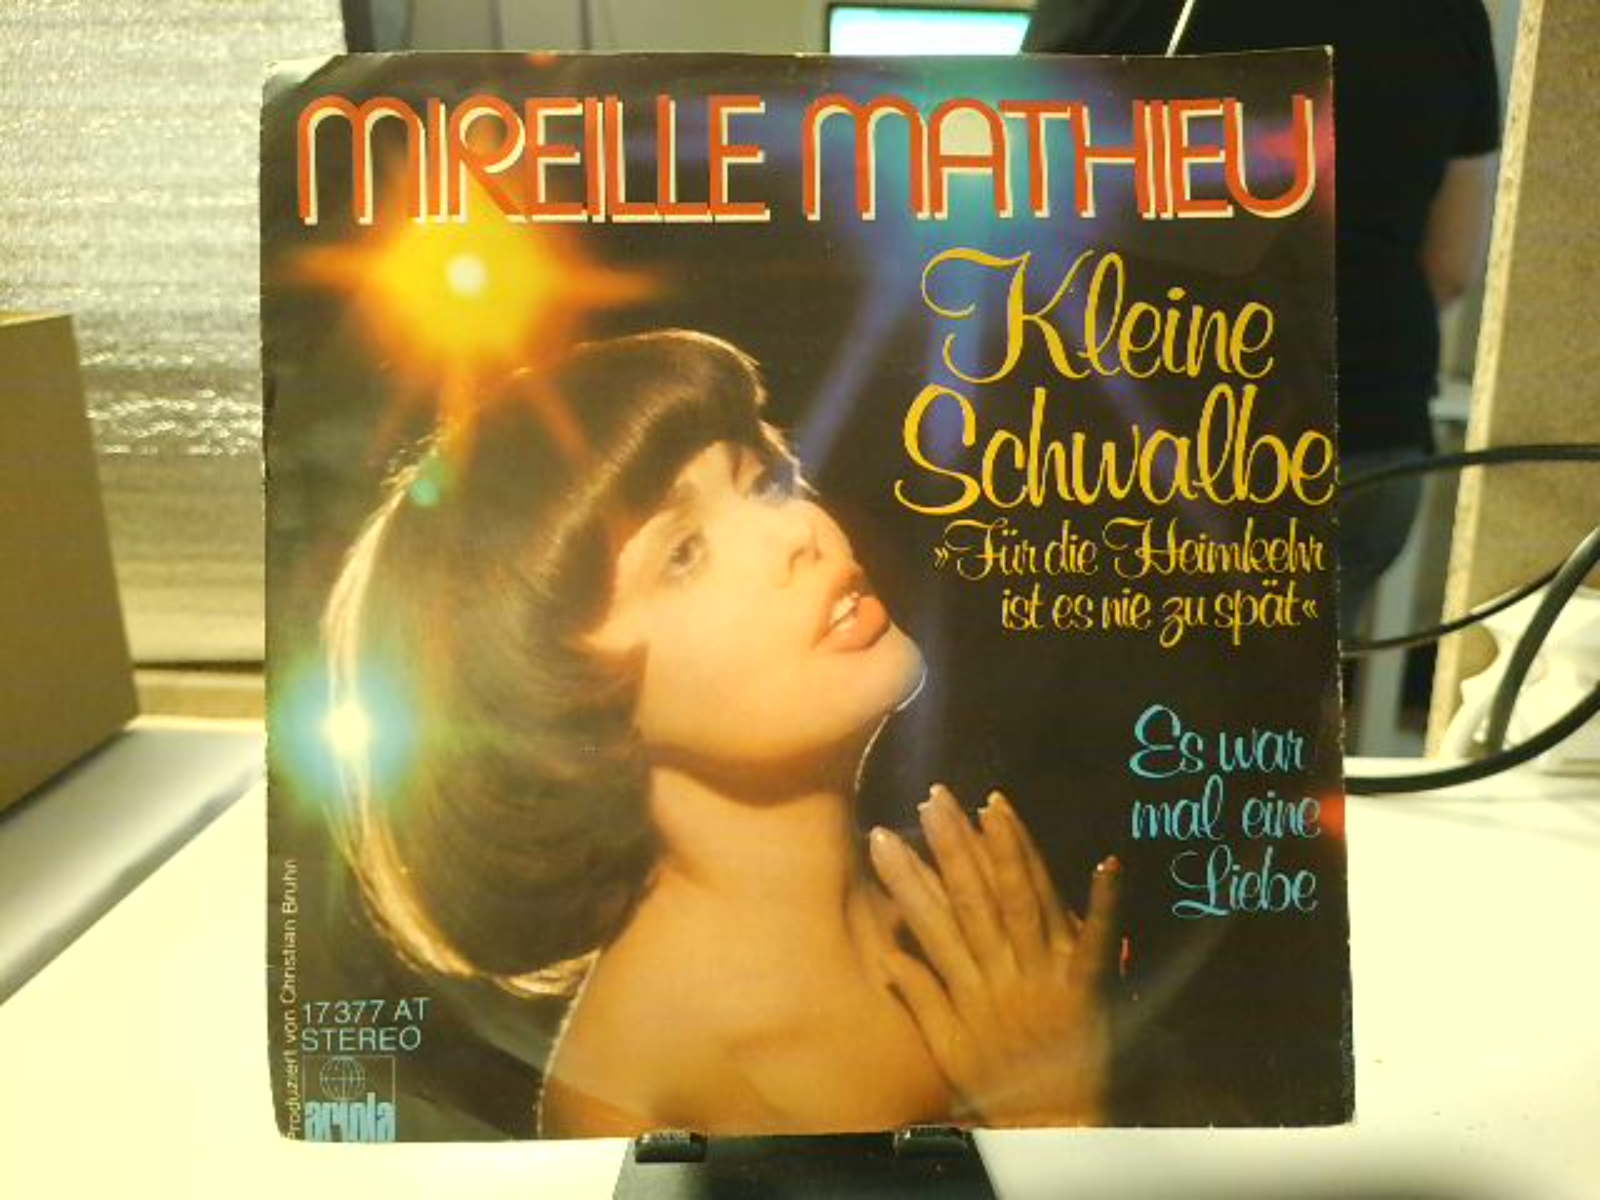 MIREILLE MATHIEU
Kleine
Schwalbe
»Für die Heimkehr
ist es nie zu spät«
Es war
mal eine
Liebe
Produziert von Christian Bruhn
17 377 AT
STEREO
ariola